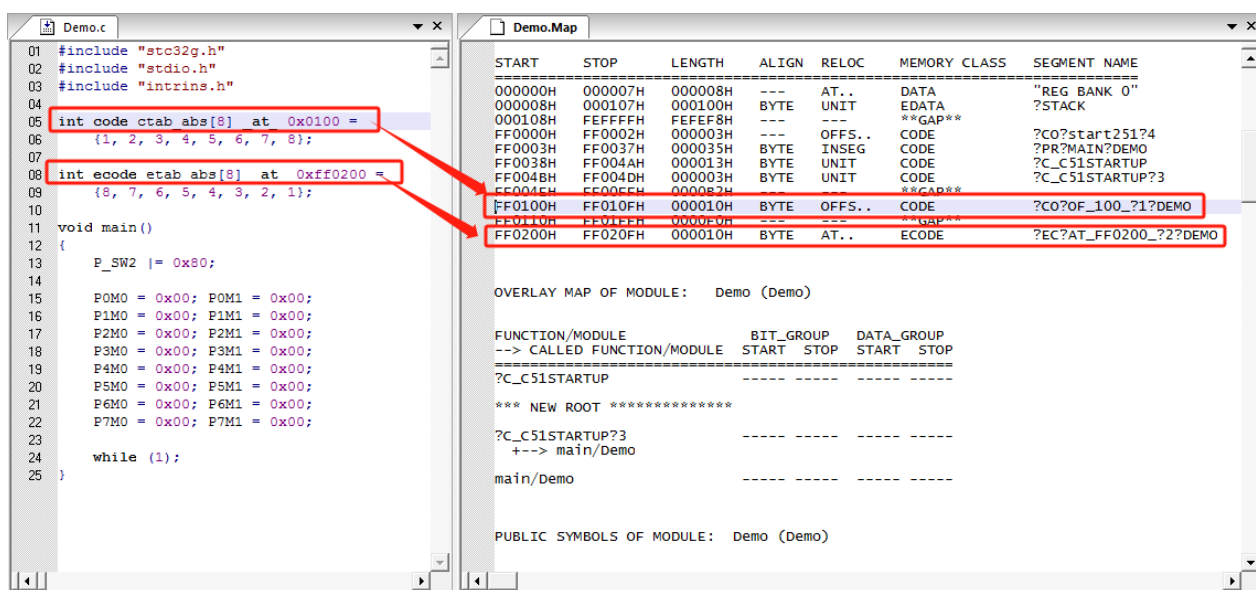 Demo.c
01 #include "stc32g.h"
02 #include "stdio.h"
03 #include "intrins.h"
04
05 int code ctab_abs[8] _at_ 0x0100 =
06 {1, 2, 3, 4, 5, 6, 7, 8};
07
08 int ecode etab_abs[8] _at_ 0xff0200 =
09 {8, 7, 6, 5, 4, 3, 2, 1};
10
11 void main()
12 {
13 P_SW2 |= 0x80;
14
15 P0M0 = 0x00; P0M1 = 0x00;
16 P1M0 = 0x00; P1M1 = 0x00;
17 P2M0 = 0x00; P2M1 = 0x00;
18 P3M0 = 0x00; P3M1 = 0x00;
19 P4M0 = 0x00; P4M1 = 0x00;
20 P5M0 = 0x00; P5M1 = 0x00;
21 P6M0 = 0x00; P6M1 = 0x00;
22 P7M0 = 0x00; P7M1 = 0x00;
23
24 while (1);
25 }
Demo.Map
START STOP LENGTH ALIGN RELOC MEMORY CLASS SEGMENT NAME
=========================================================================
000000H 000007H 000008H --- AT.. DATA "REG BANK 0"
000008H 000107H 000100H BYTE UNIT EDATA ?STACK
000108H FEFFFFH FEFEF8H --- --- **GAP**
FF0000H FF0002H 000003H --- OFFS.. CODE ?CO?start251?4
FF0003H FF0037H 000035H BYTE INSEG CODE ?PR?MAIN?DEMO
FF0038H FF004AH 000013H BYTE UNIT CODE ?C_C51STARTUP
FF004BH FF004DH 000003H BYTE UNIT CODE ?C_C51STARTUP?3
FF004EH FF00FFH 0000B2H --- --- **GAP**
FF0100H FF010FH 000010H BYTE OFFS.. CODE ?CO?OF_100_?1?DEMO
FF0110H FF01FFH 0000F0H --- --- **GAP**
FF0200H FF020FH 000010H BYTE AT.. ECODE ?EC?AT_FF0200_?2?DEMO
OVERLAY MAP OF MODULE: Demo (Demo)
FUNCTION/MODULE BIT_GROUP DATA_GROUP
--> CALLED FUNCTION/MODULE START STOP START STOP
====================================================
?C_C51STARTUP ----- ----- ----- -----
*** NEW ROOT **************
?C_C51STARTUP?3 ----- ----- ----- -----
+--> main/Demo
main/Demo ----- ----- ----- -----
PUBLIC SYMBOLS OF MODULE: Demo (Demo)